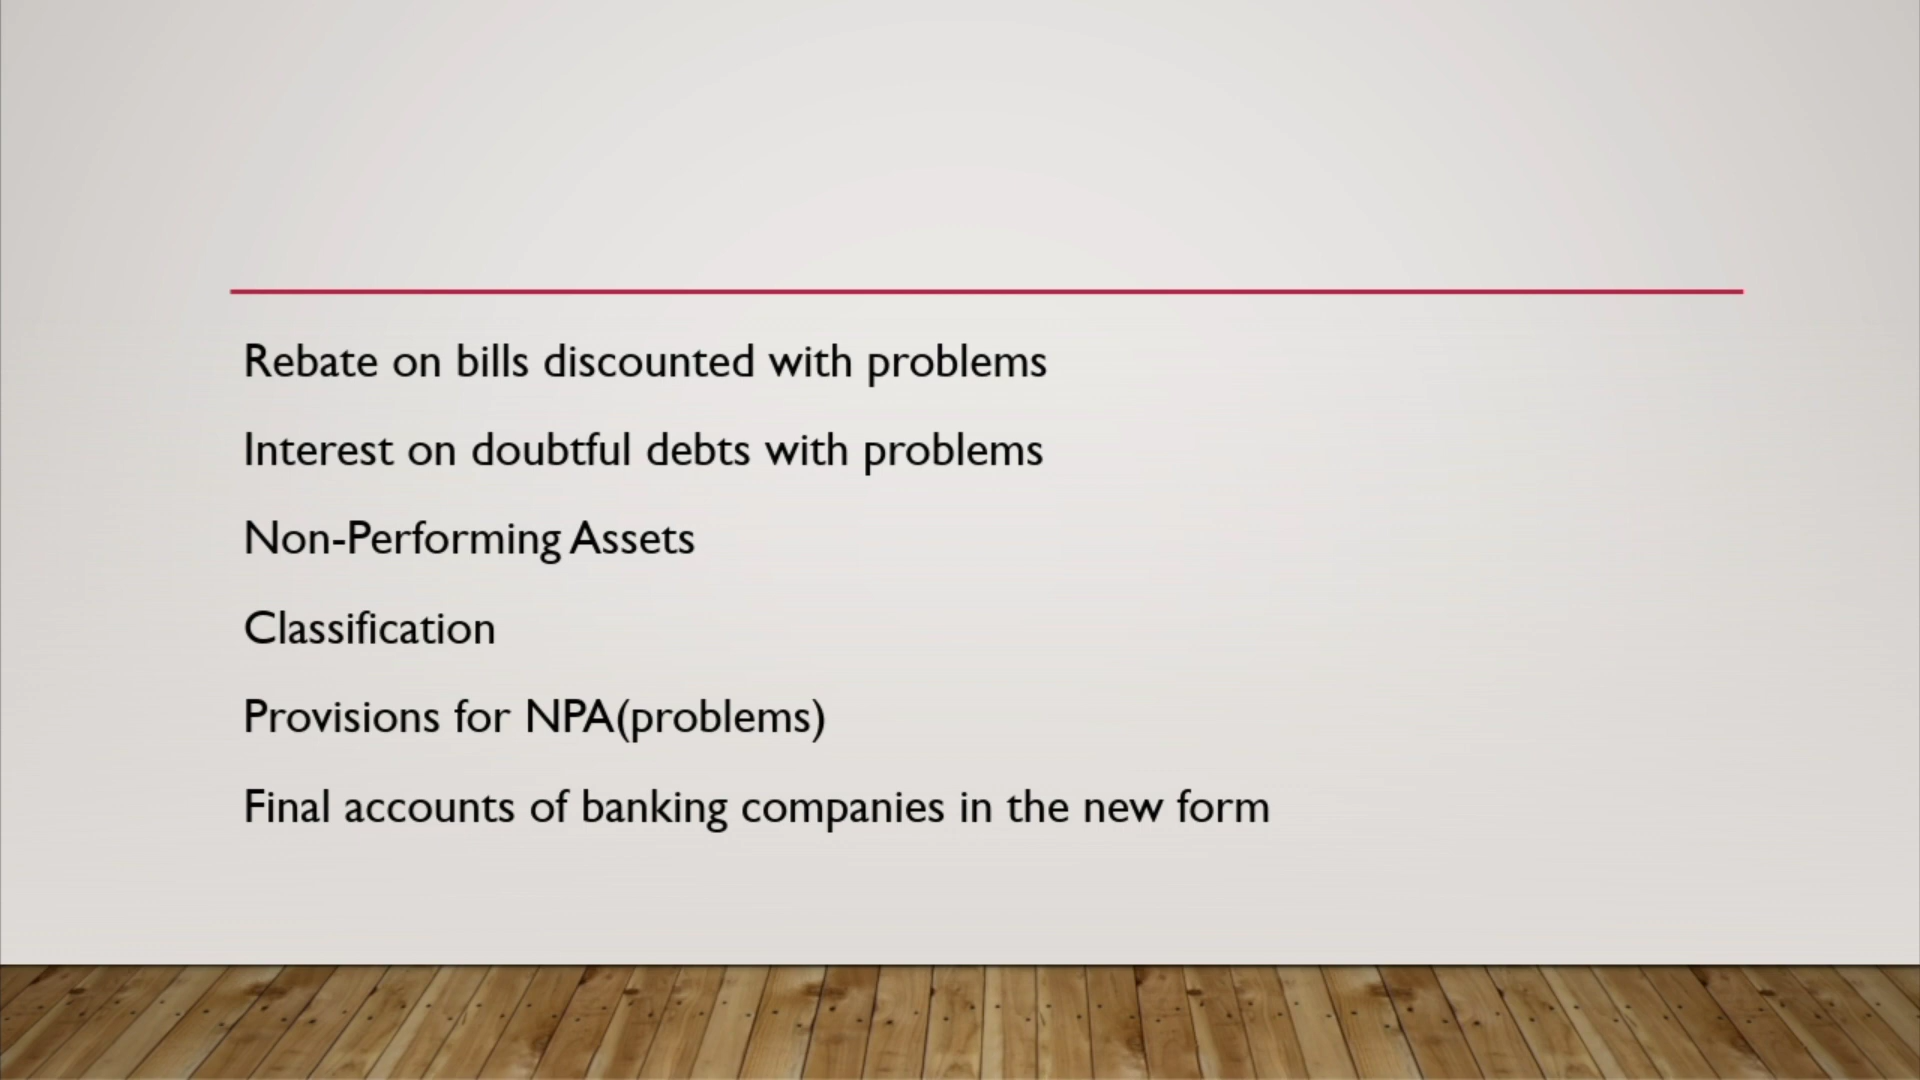 Rebate on bills discounted with problems
Interest on doubtful debts with problems
Non-Performing Assets
Classification
Provisions for NPA(problems)
Final accounts of banking companies in the new form